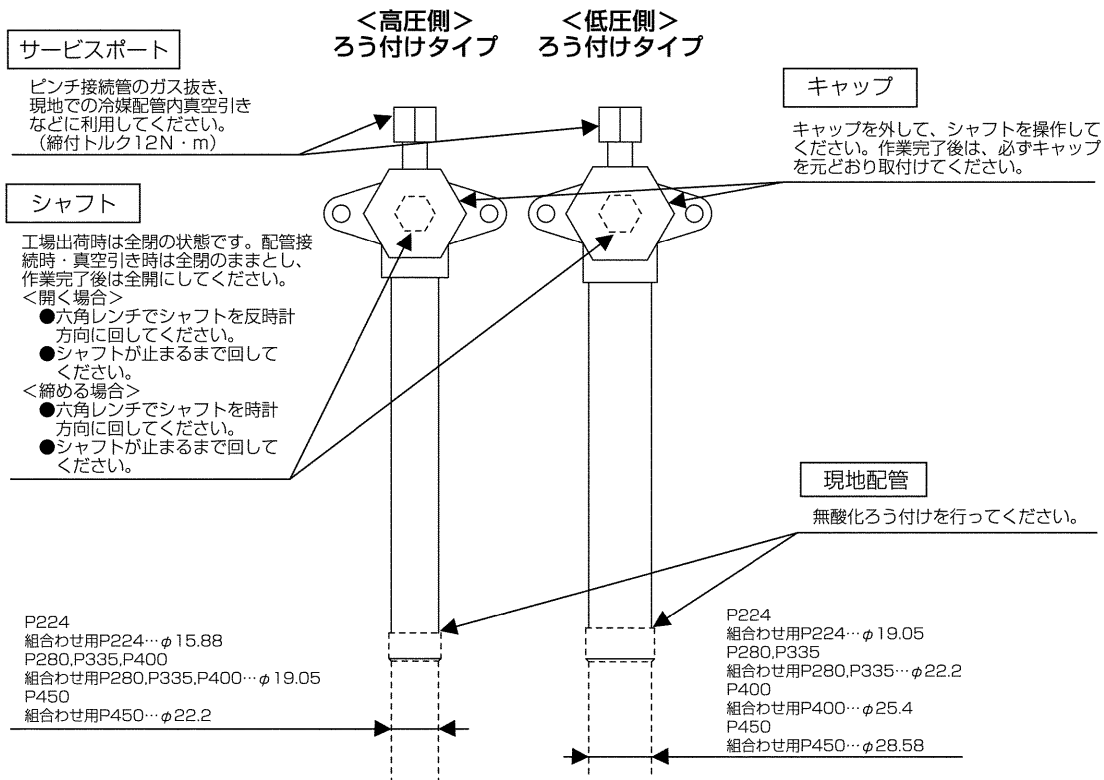 ＜高圧側＞
ろう付けタイプ
＜低圧側＞
ろう付けタイプ
サービスポート
ピンチ接続管のガス抜き、
現地での冷媒配管内真空引き
などに利用してください。
（締付トルク12N・m）
キャップ
キャップを外して、シャフトを操作して
ください。作業完了後は、必ずキャップ
を元どおり取付けてください。
シャフト
工場出荷時は全閉の状態です。配管接
続時・真空引き時は全閉のままとし、
作業完了後は全開にしてください。
＜開く場合＞
●六角レンチでシャフトを反時計
方向に回してください。
●シャフトが止まるまで回して
ください。
＜締める場合＞
●六角レンチでシャフトを時計
方向に回してください。
●シャフトが止まるまで回して
ください。
現地配管
無酸化ろう付けを行ってください。
P224
組合わせ用P224…φ15.88
P280,P335,P400
組合わせ用P280,P335,P400…φ19.05
P450
組合わせ用P450…φ22.2
P224
組合わせ用P224…φ19.05
P280,P335
組合わせ用P280,P335…φ22.2
P400
組合わせ用P400…φ25.4
P450
組合わせ用P450…φ28.58